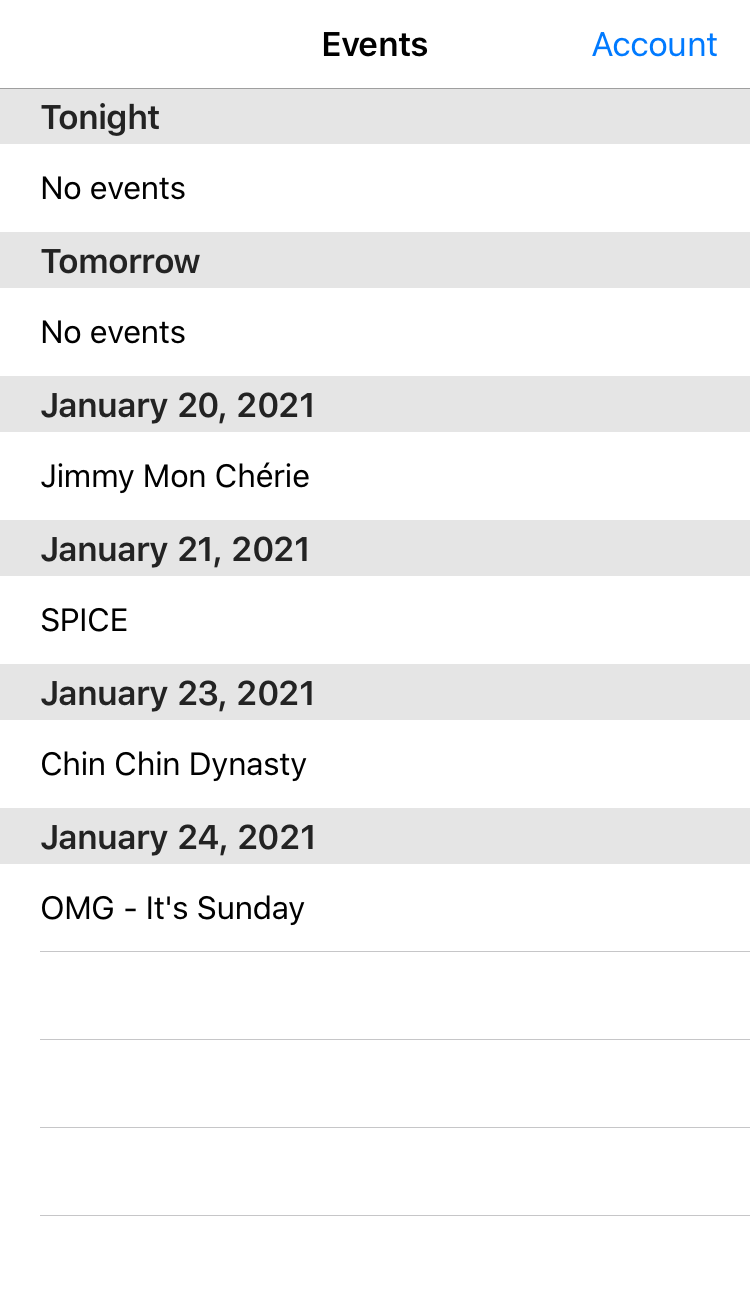 Events
Account
Tonight
No events
Tomorrow
No events
January 20, 2021
Jimmy Mon Chérie
January 21, 2021
SPICE
January 23, 2021
Chin Chin Dynasty
January 24, 2021
OMG - It's Sunday